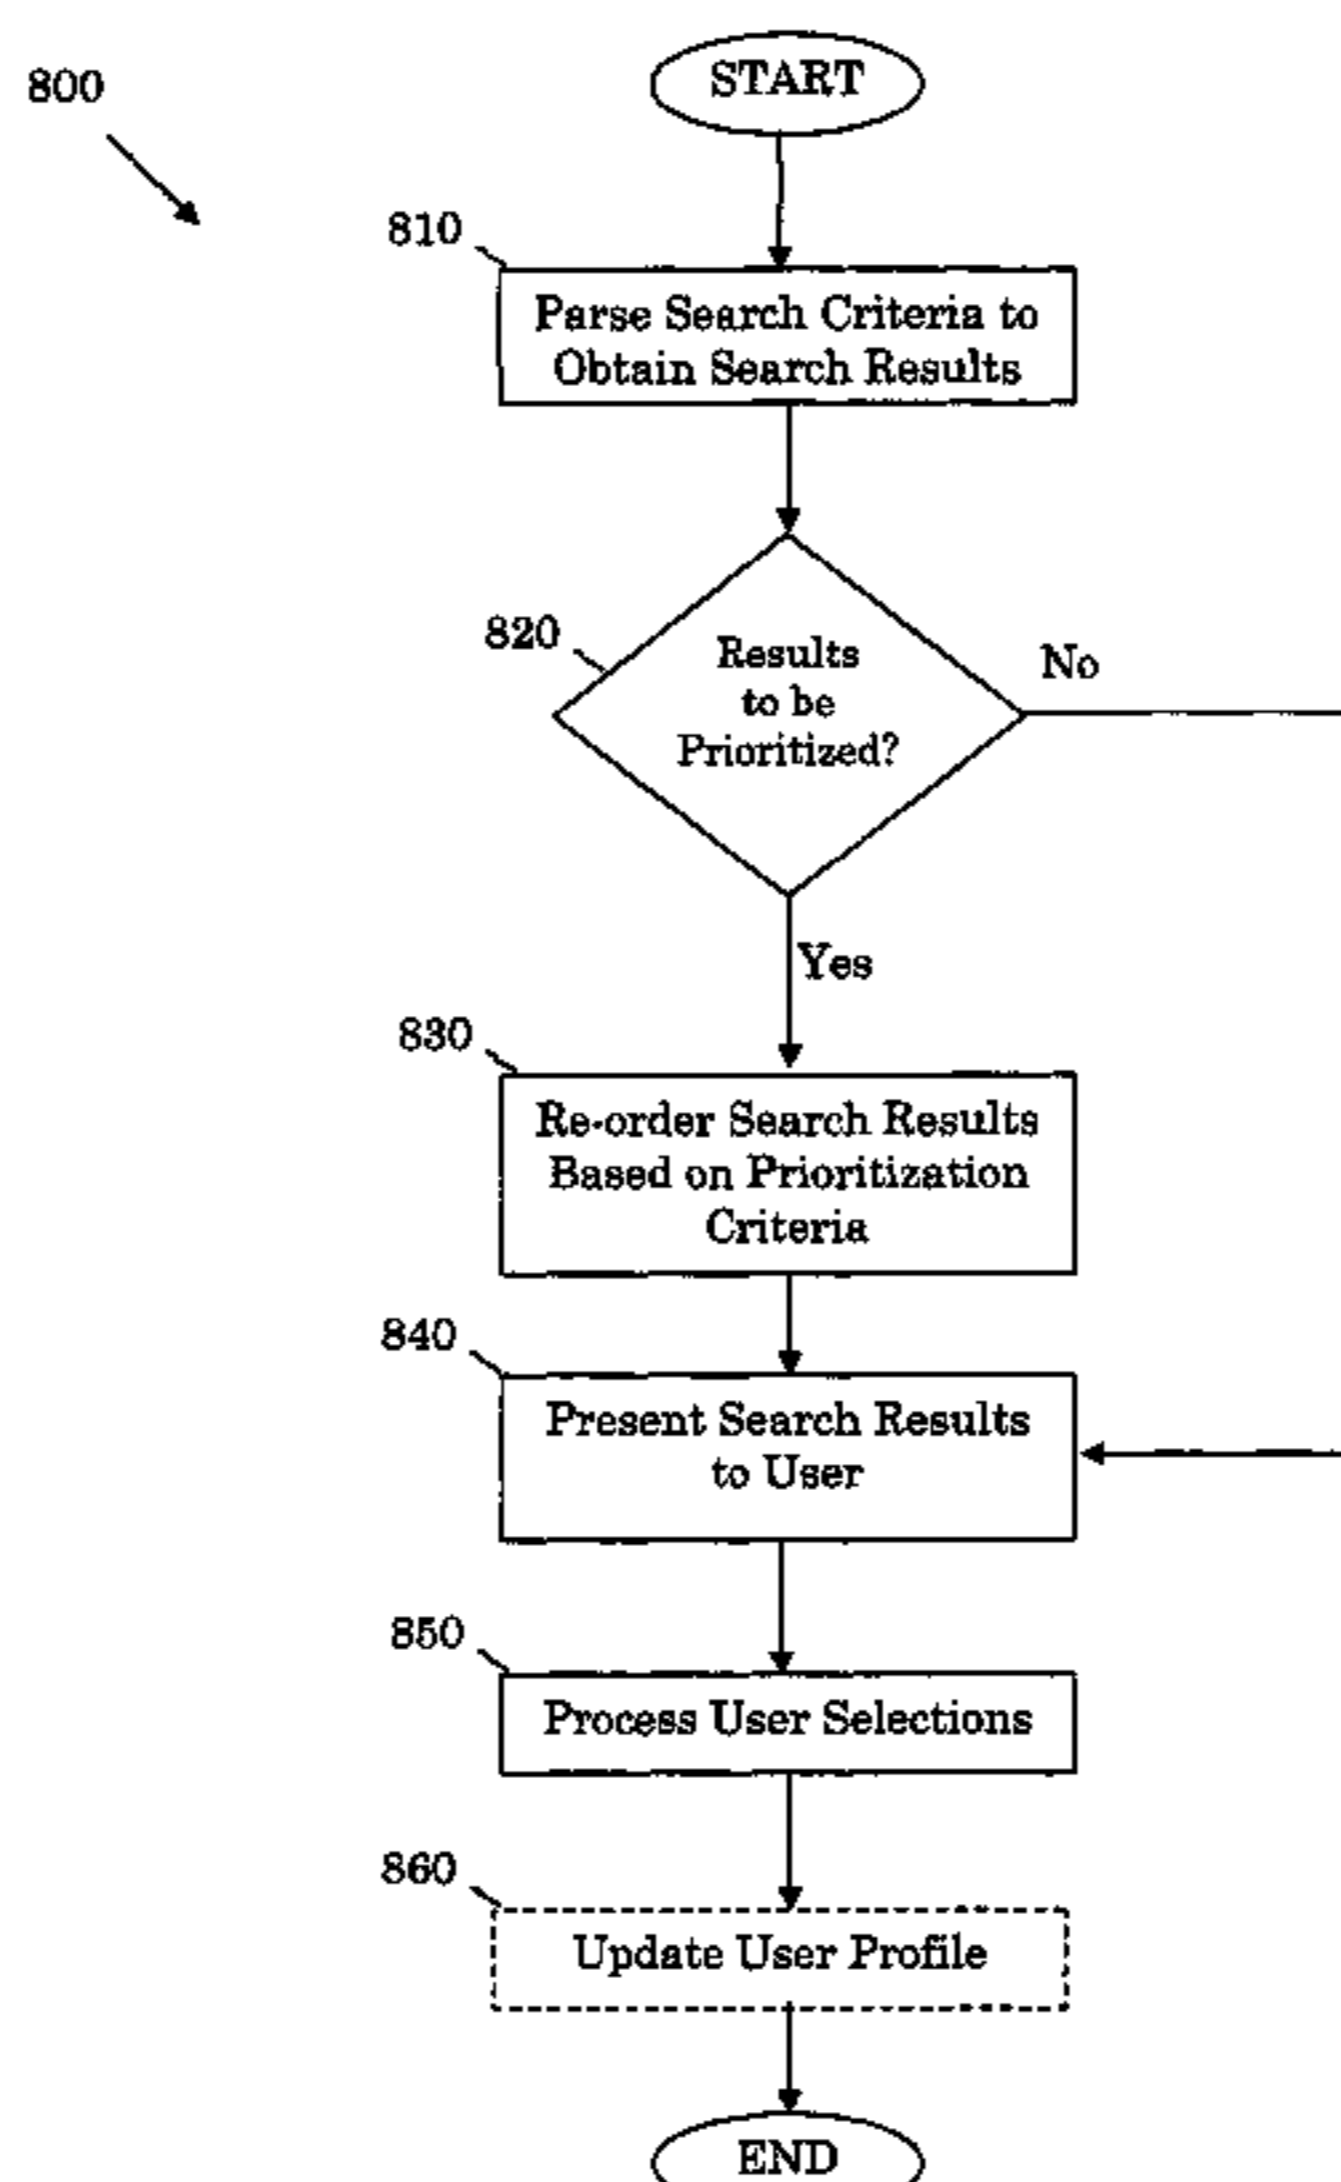 800
START
810
Parse Search Criteria to
Obtain Search Results
820
Results
to be
Prioritized?
No
Yes
830
Re-order Search Results
Based on Prioritization
Criteria
840
Present Search Results
to User
850
Process User Selections
860
Update User Profile
END